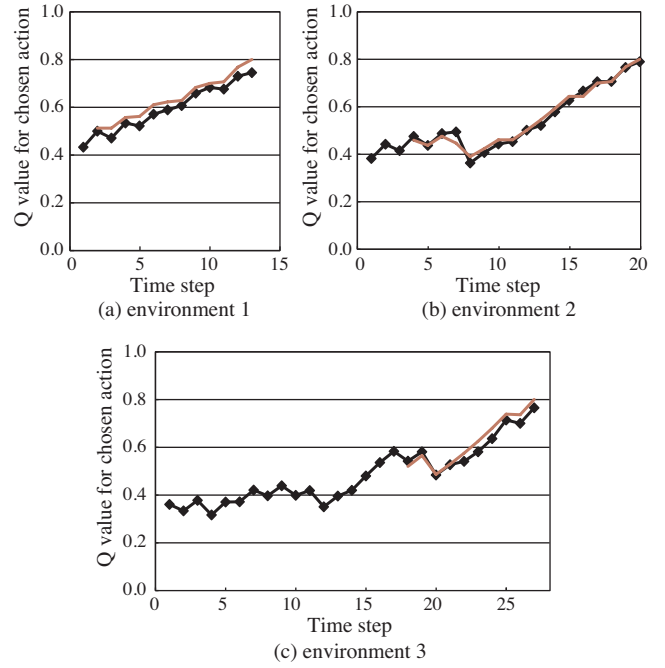 Q value for chosen action
1.0
0.8
0.6
0.4
0.2
0.0
0 5 10 15
Time step
(a) environment 1
Q value for chosen action
1.0
0.8
0.6
0.4
0.2
0.0
0 5 10 15 20
Time step
(b) environment 2
Q value for chosen action
1.0
0.8
0.6
0.4
0.2
0.0
0 5 10 15 20 25
Time step
(c) environment 3